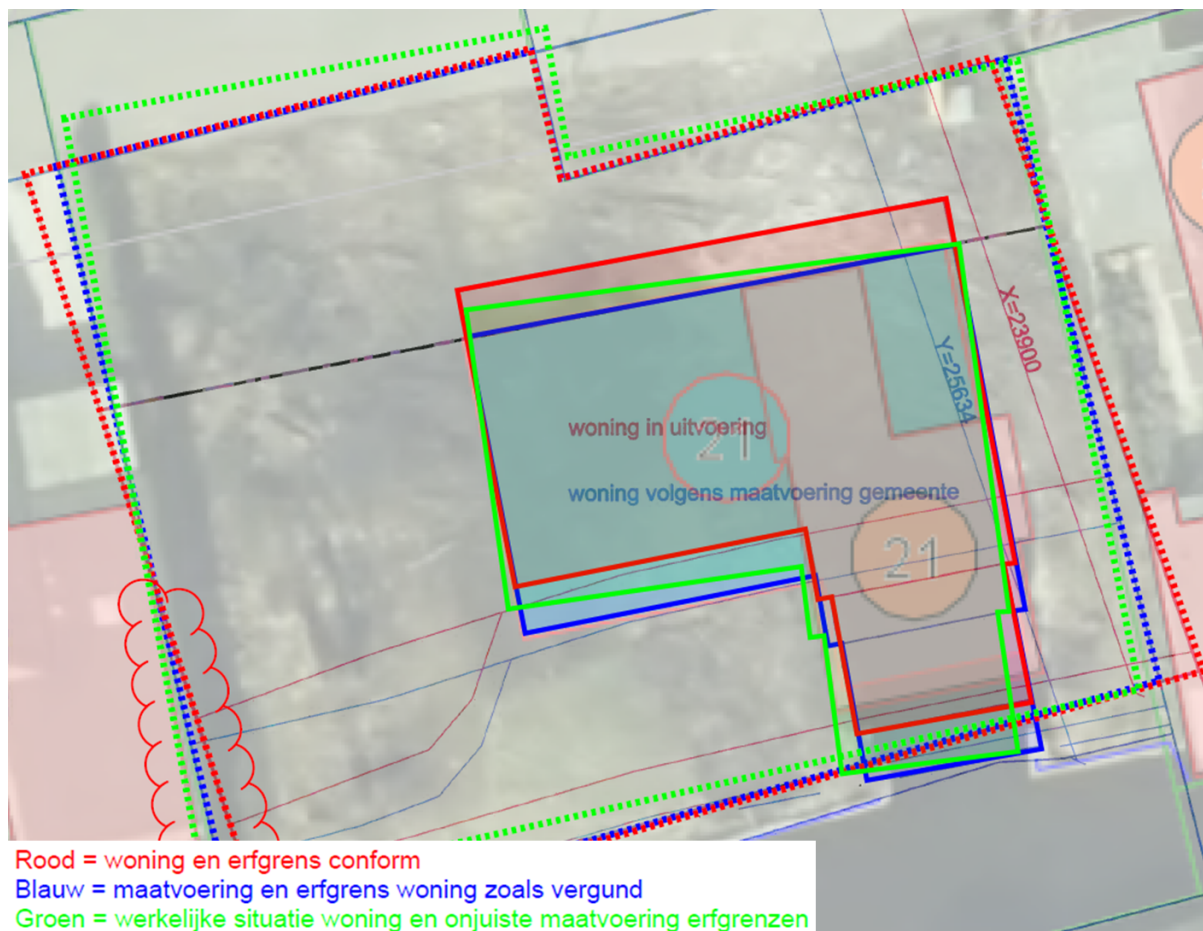 X=23900
Y=25634
woning in uitvoering
21
woning volgens maatvoering gemeente
21
Rood = woning en erfgrens conform
Blauw = maatvoering en erfgrens woning zoals vergund
Groen = werkelijke situatie woning en onjuiste maatvoering erfgrenzen